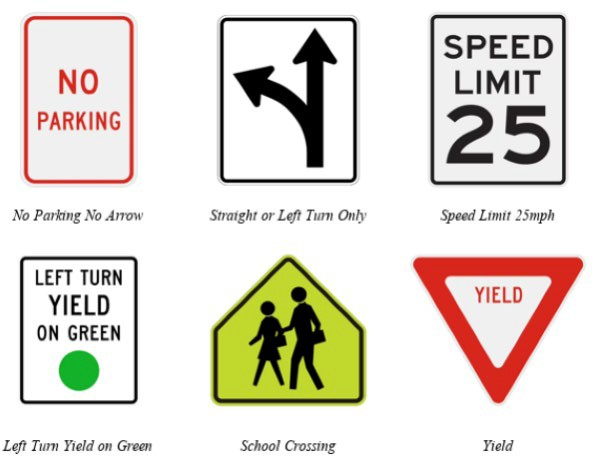 NO
PARKING
SPEED
LIMIT
25
No Parking No Arrow
Straight or Left Turn Only
Speed Limit 25mph
LEFT TURN
YIELD
ON GREEN
YIELD
Left Turn Yield on Green
School Crossing
Yield